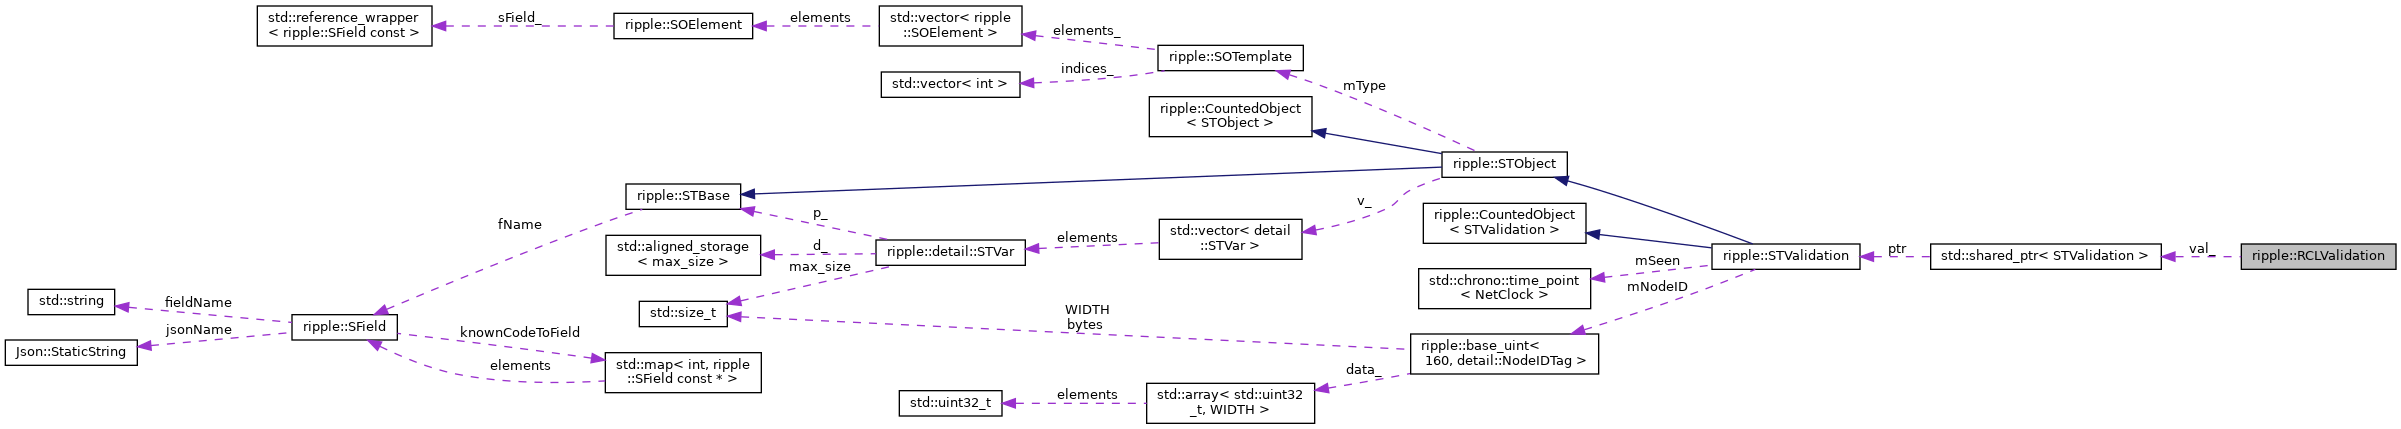 std::reference_wrapper
< ripple::SField const >
sField_
ripple::SOElement
elements
std::vector< ripple
::SOElement >
elements_
ripple::SOTemplate
indices_
std::vector< int >
mType
ripple::CountedObject
< STObject >
ripple::STObject
ripple::STBase
fName
p_
v_
std::vector< detail
::STVar >
elements
ripple::detail::STVar
d_
std::aligned_storage
< max_size >
max_size
std::size_t
ripple::CountedObject
< STValidation >
ripple::STValidation
ptr
std::shared_ptr< STValidation >
val_
ripple::RCLValidation
mSeen
std::chrono::time_point
< NetClock >
mNodeID
std::string
fieldName
ripple::SField
jsonName
Json::StaticString
knownCodeToField
elements
std::map< int, ripple
::SField const * >
WIDTH
bytes
ripple::base_uint<
160, detail::NodeIDTag >
data_
std::array< std::uint32
_t, WIDTH >
elements
std::uint32_t